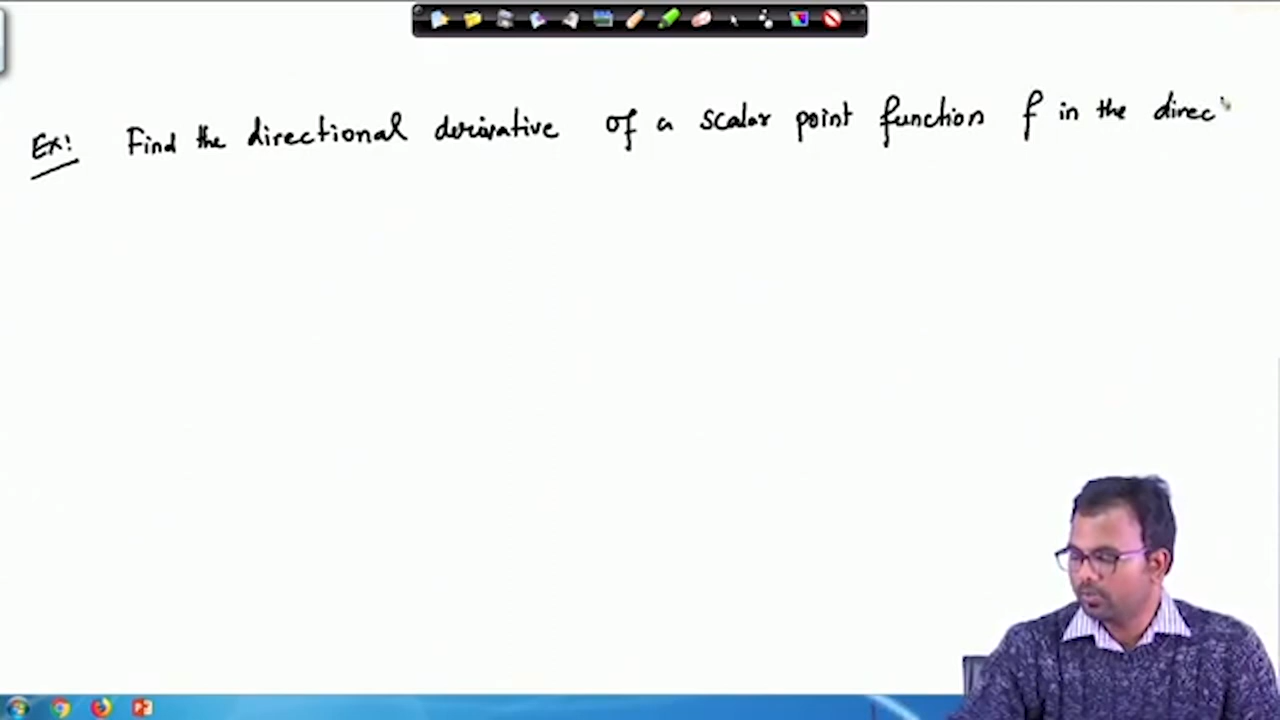 Ex: Find the directional derivative of a scalar point function f in the direc